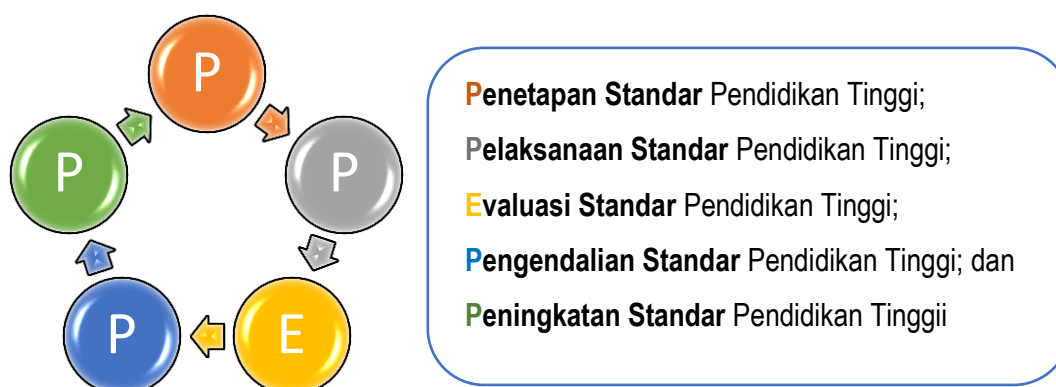 P
P
P
P
E
Penetapan Standar Pendidikan Tinggi;
Pelaksanaan Standar Pendidikan Tinggi;
Evaluasi Standar Pendidikan Tinggi;
Pengendalian Standar Pendidikan Tinggi; dan
Peningkatan Standar Pendidikan Tinggii